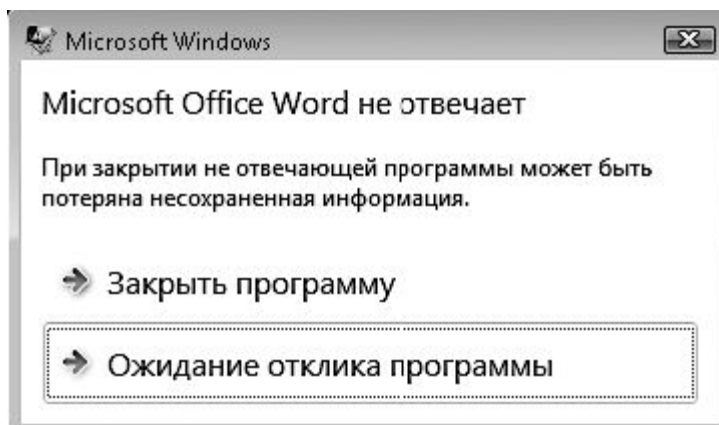 Microsoft Windows
Microsoft Office Word не отвечает
При закрытии не отвечающей программы может быть
потеряна несохраненная информация.
Закрыть программу
Ожидание отклика программы